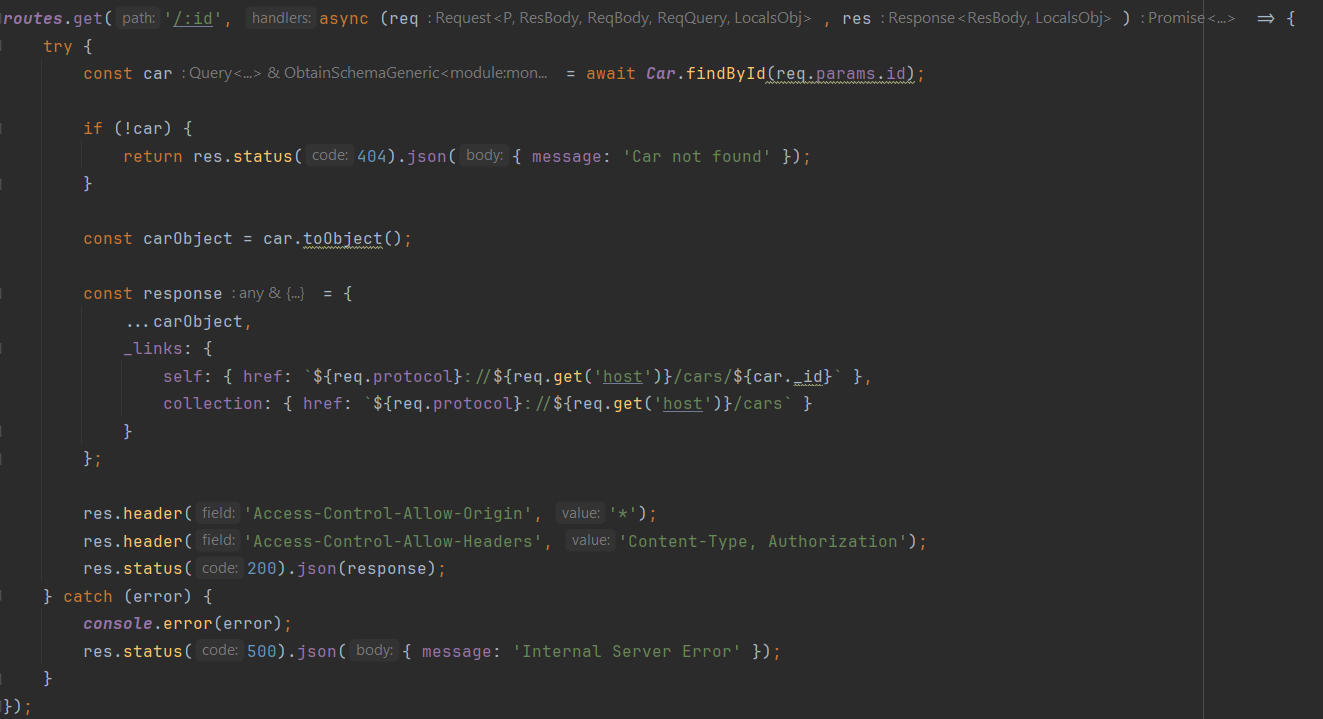 routes.get( path: '/:id', handlers: async (req : Request<P, ResBody, ReqBody, ReqQuery, LocalsObj> , res : Response<ResBody, LocalsObj> ) : Promise<...> => {
    try {
        const car : Query<...> & ObtainSchemaGeneric<module:mon... = await Car.findById(req.params.id);

        if (!car) {
            return res.status( code: 404).json( body: { message: 'Car not found' });
        }

        const carObject = car.toObject();

        const response : any & {...} = {
            ...carObject,
            _links: {
                self: { href: `${req.protocol}://${req.get('host')}/cars/${car._id}` },
                collection: { href: `${req.protocol}://${req.get('host')}/cars` }
            }
        };

        res.header( field: 'Access-Control-Allow-Origin', value: '*');
        res.header( field: 'Access-Control-Allow-Headers', value: 'Content-Type, Authorization');
        res.status( code: 200).json(response);
    } catch (error) {
        console.error(error);
        res.status( code: 500).json( body: { message: 'Internal Server Error' });
    }
});